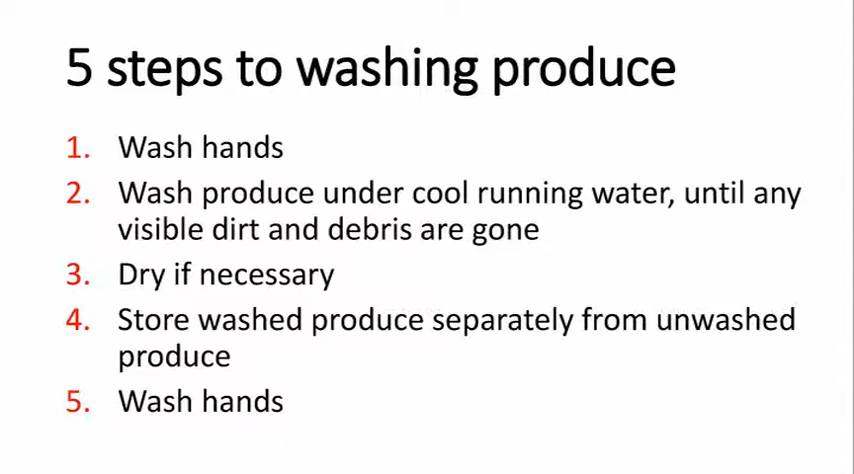 5 steps to washing produce
1. Wash hands
2. Wash produce under cool running water, until any
visible dirt and debris are gone
3. Dry if necessary
4. Store washed produce separately from unwashed
produce
5. Wash hands